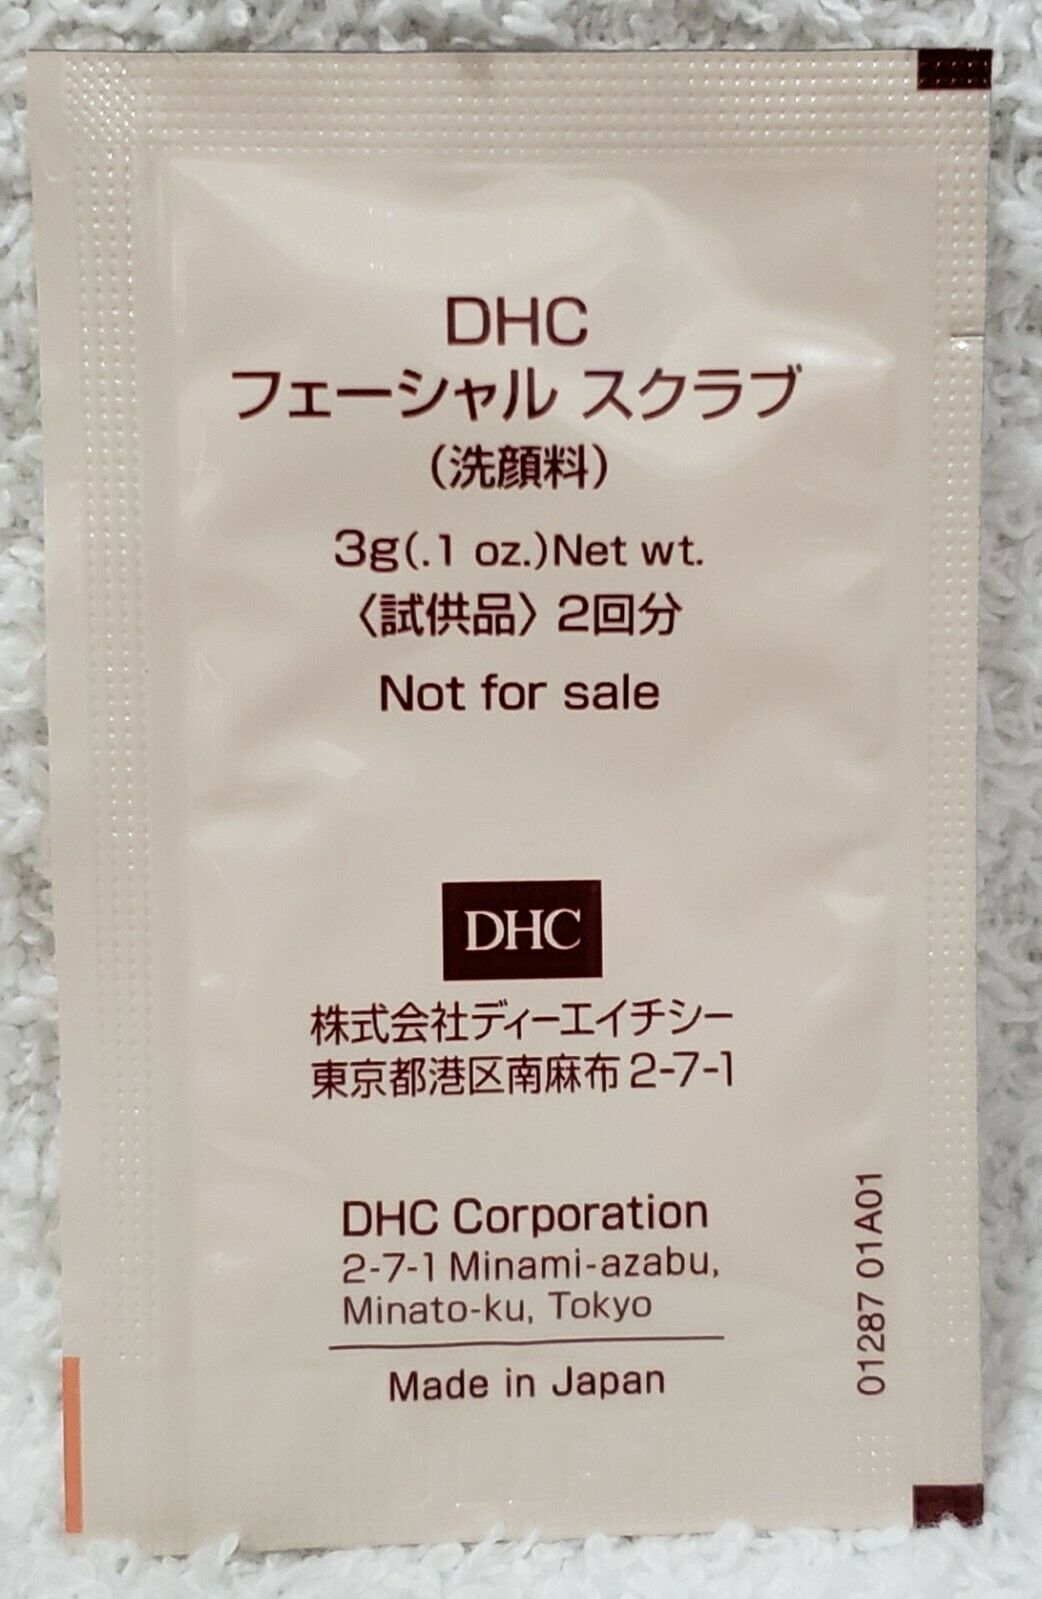 DHC
フェーシャル スクラブ
(洗顔料)
3g(.1 oz.)Net wt.
〈試供品〉2回分
Not for sale
DHC
株式会社ディーエイチシー
東京都港区南麻布2-7-1
DHC Corporation
2-7-1 Minami-azabu,
Minato-ku, Tokyo
Made in Japan
01287 01A01